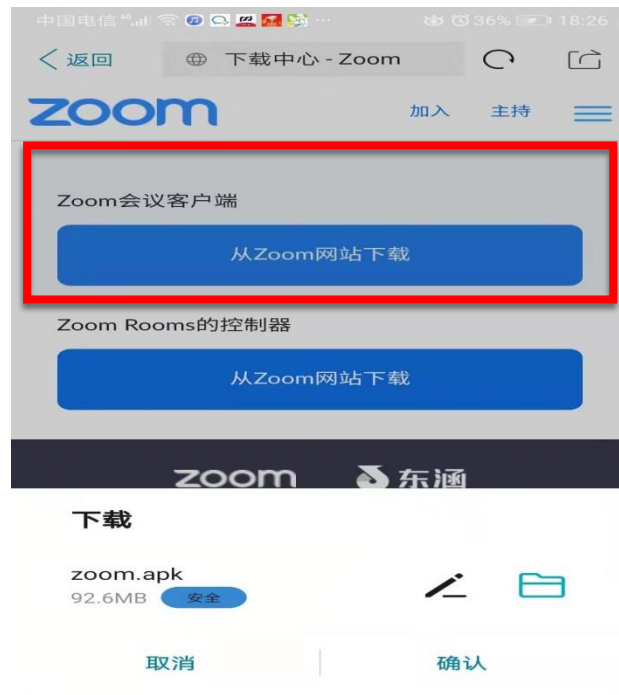 中国电信 4G 36% 18:26
返回 下载中心 - Zoom
zoom 加入 主持
Zoom会议客户端
从Zoom网站下载
Zoom Rooms的控制器
从Zoom网站下载
zoom 东涵
下载
zoom.apk
92.6MB 安全
取消 确认